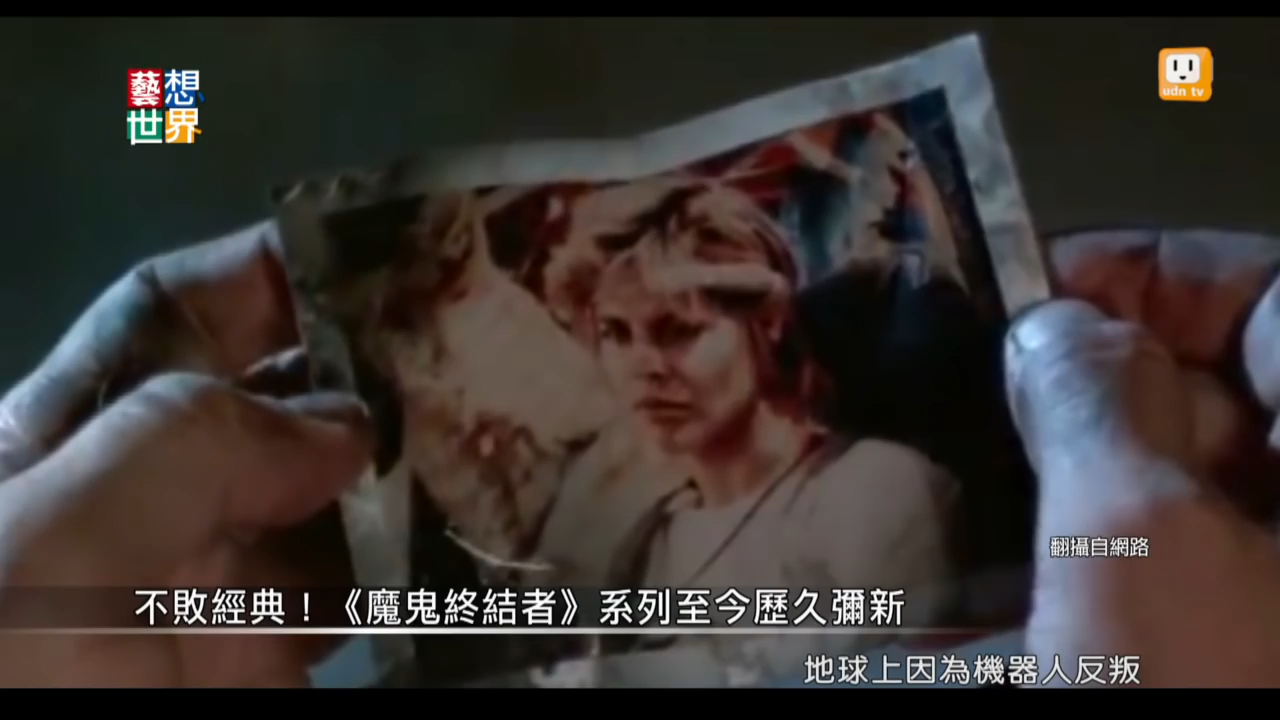 藝想
世界
udn tv
翻攝自網路
不敗經典！《魔鬼終結者》系列至今歷久彌新
地球上因為機器人反叛